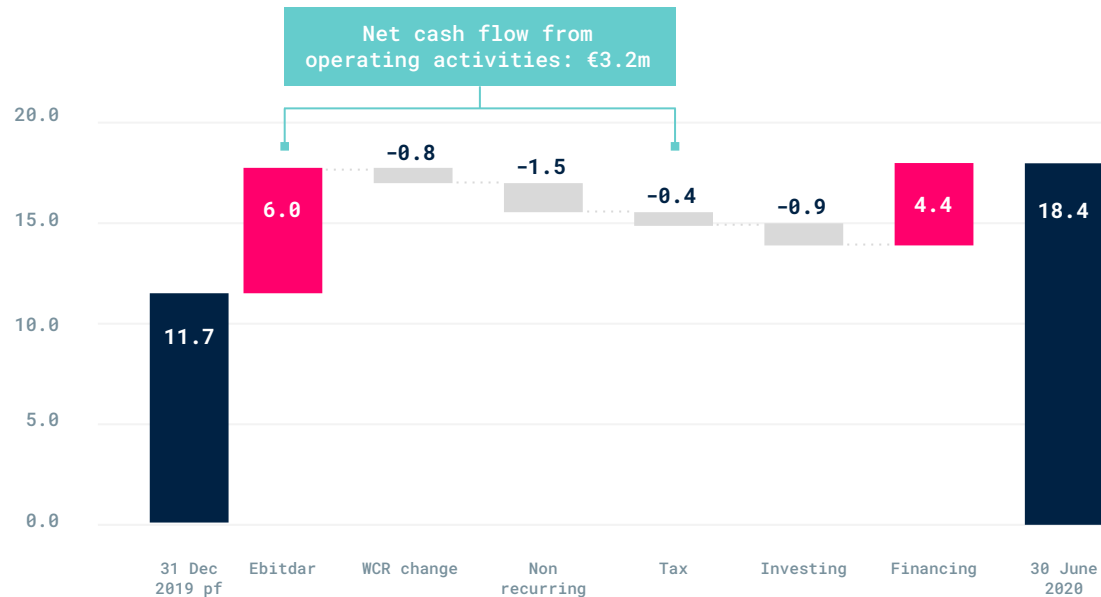 Net cash flow from
operating activities: €3.2m
20.0
15.0
10.0
5.0
0.0
11.7
6.0
-0.8
-1.5
-0.4
-0.9
4.4
18.4
31 Dec
2019 pf
Ebitdar
WCR change
Non
recurring
Tax
Investing
Financing
30 June
2020